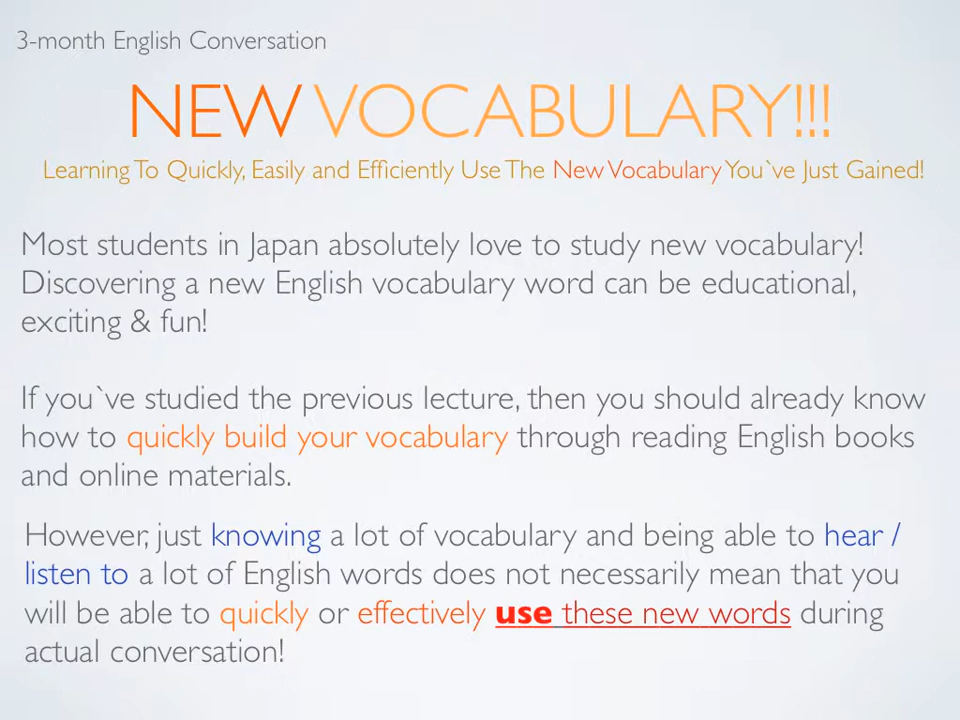 3-month English Conversation
NEW VOCABULARY!!!
Learning To Quickly, Easily and Efficiently Use The New Vocabulary You`ve Just Gained!
Most students in Japan absolutely love to study new vocabulary!
Discovering a new English vocabulary word can be educational,
exciting & fun!
If you`ve studied the previous lecture, then you should already know
how to quickly build your vocabulary through reading English books
and online materials.
However, just knowing a lot of vocabulary and being able to hear /
listen to a lot of English words does not necessarily mean that you
will be able to quickly or effectively use these new words during
actual conversation!